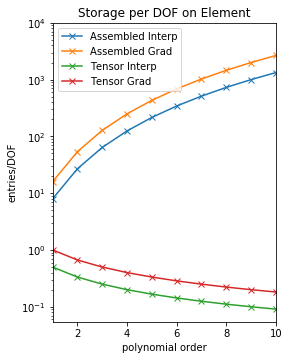 Storage per DOF on Element
Assembled Interp
Assembled Grad
Tensor Interp
Tensor Grad
entries/DOF
10^4
10^3
10^2
10^1
10^0
10^−1
2 4 6 8 10
polynomial order